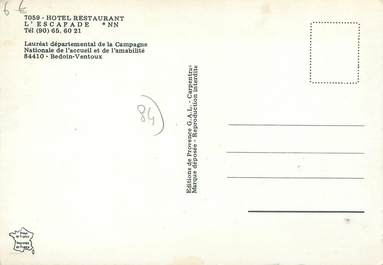 6 €
7059 - HOTEL RESTAURANT
L'ESCAPADE *NN
Tél (90) 65. 60 21
Lauréat départemental de la Campagne
Nationale de l'accueil et de l'amabilité
84410 - Bedoin-Ventoux
84)
Editions de Provence G.A.L. - Carpentras
Marque déposée - Reproduction interdite